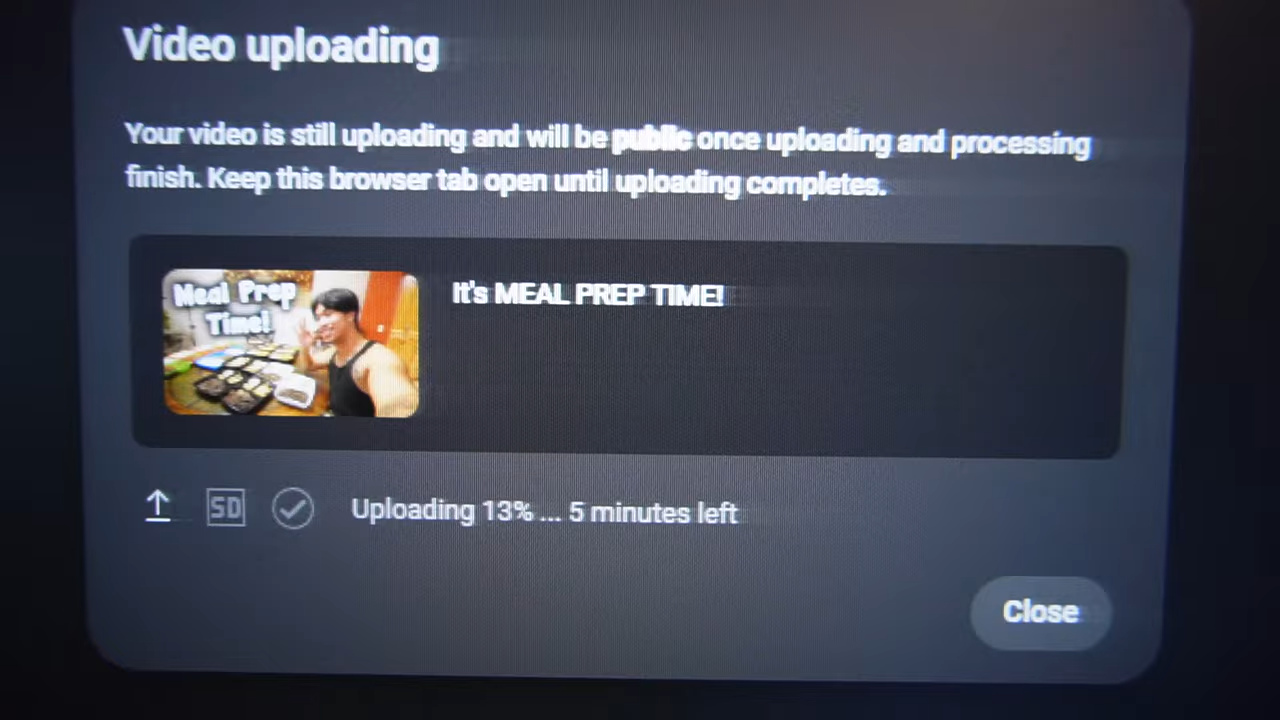 Video uploading
Your video is still uploading and will be public once uploading and processing
finish. Keep this browser tab open until uploading completes.
Meal Prep
Time!
It's MEAL PREP TIME!
SD
Uploading 13% ... 5 minutes left
Close